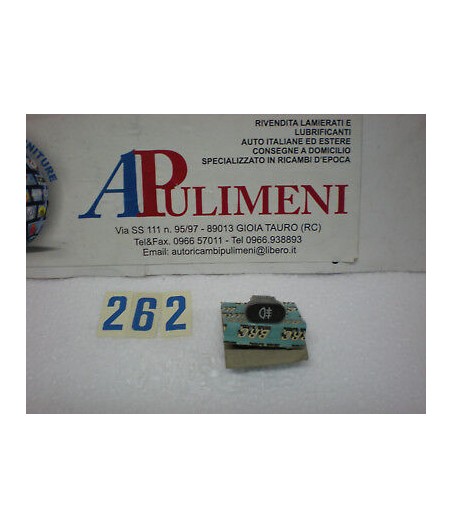 RIVENDITA LAMIERATI E
LUBRIFICANTI
AUTO ITALIANE ED ESTERE
CONSEGNE A DOMICILIO
SPECIALIZZATO IN RICAMBI D'EPOCA
NITURE
APULIMENI
Via SS 111 n. 95/97 - 89013 GIOIA TAURO (RC)
Tel&Fax. 0966 57011 - Tel 0966.938893
Email: autoricambipulimeni@libero.it
262